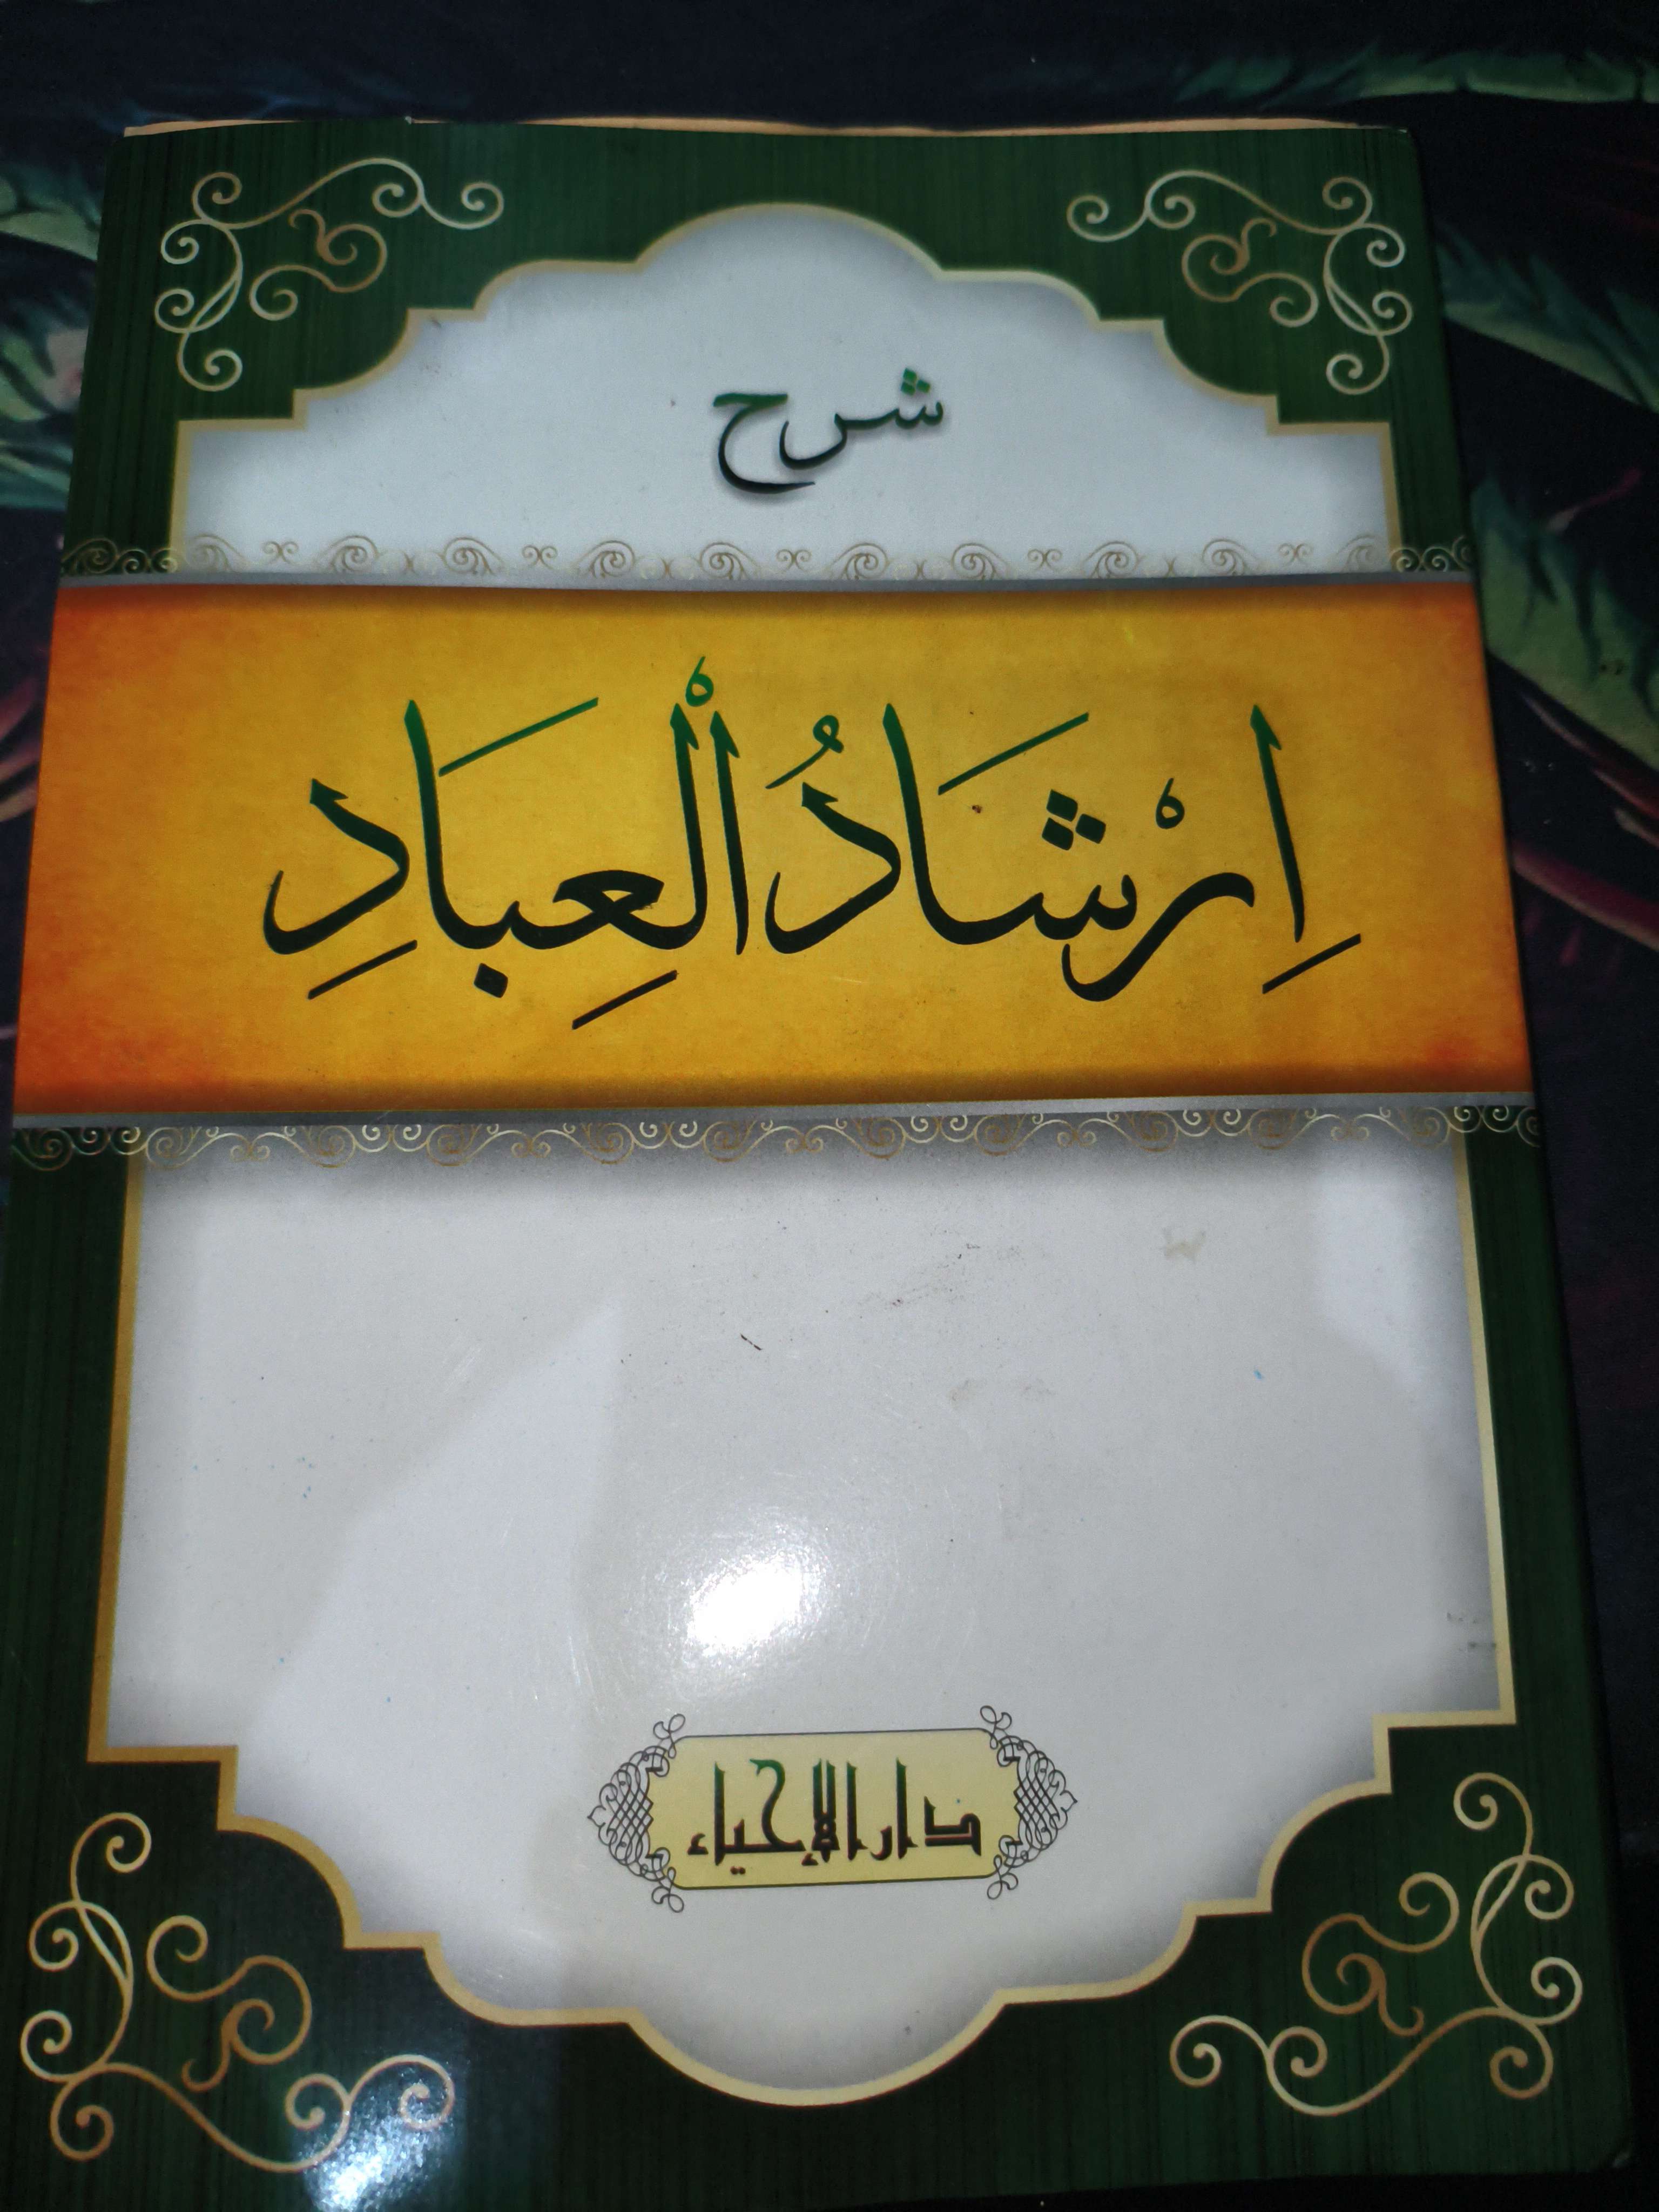 شرح
اِرْشَادُ الْعِبَادِ
دار الإحياء